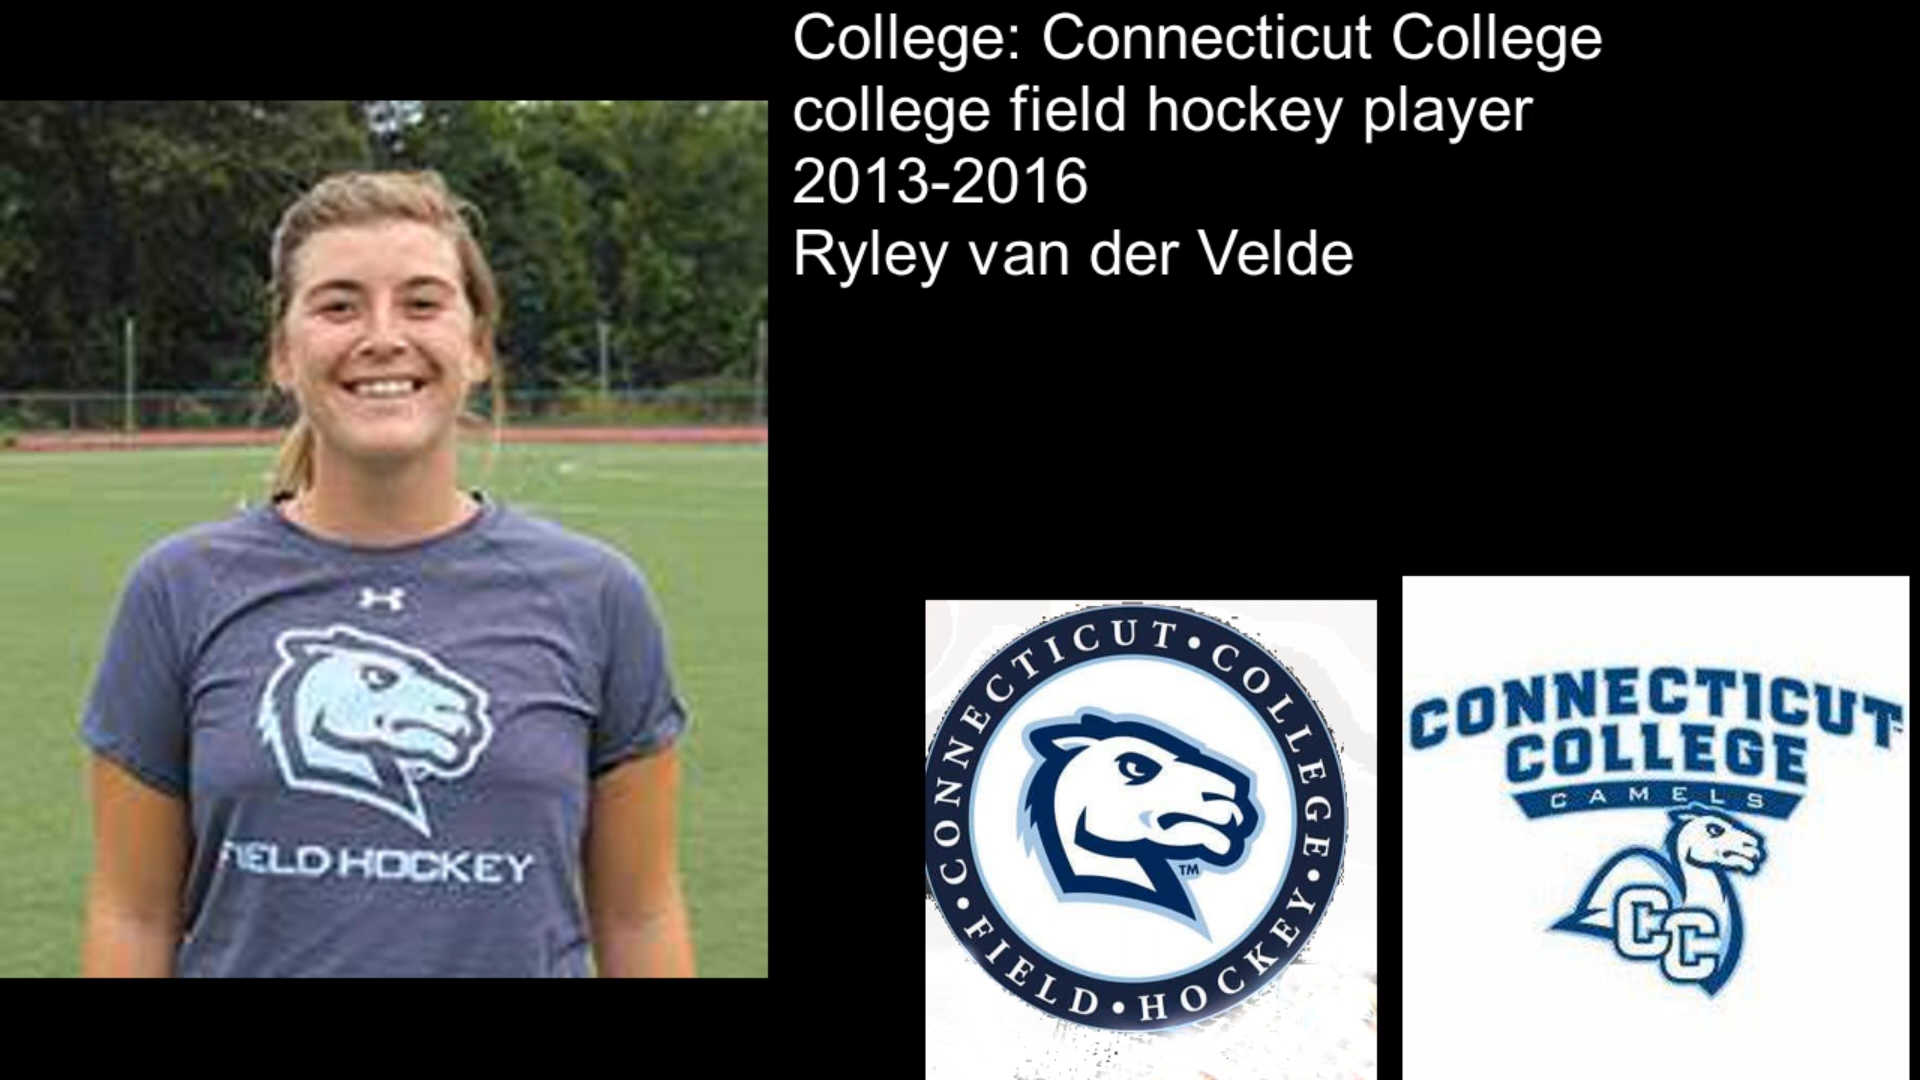 College: Connecticut College
college field hockey player
2013-2016
Ryley van der Velde
FIELD HOCKEY
CONNECTICUT • COLLEGE • FIELD • HOCKEY •
TM
CONNECTICUT
COLLEGE
CAMELS
CC